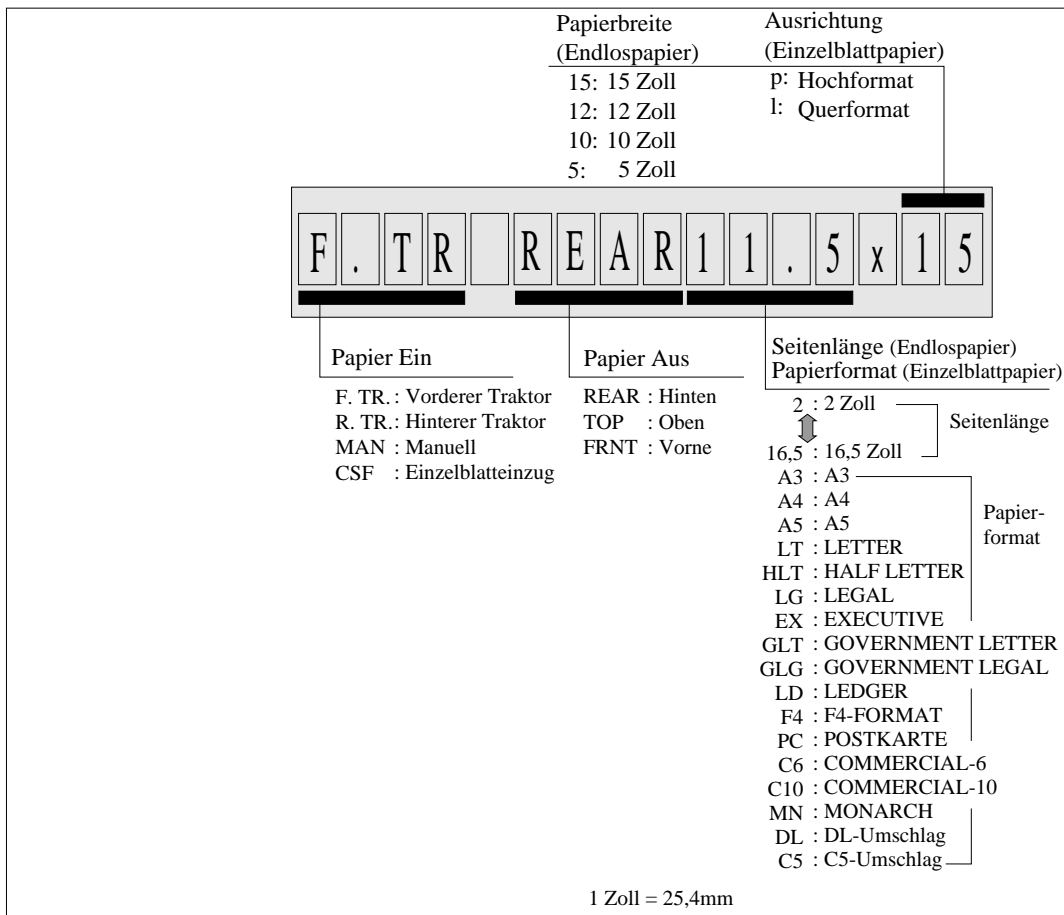 Papierbreite
(Endlospapier)
15: 15 Zoll
12: 12 Zoll
10: 10 Zoll
5: 5 Zoll
Ausrichtung
(Einzelblattpapier)
p: Hochformat
l: Querformat
F. TR REAR11.5x15
Papier Ein
F. TR. : Vorderer Traktor
R. TR. : Hinterer Traktor
MAN : Manuell
CSF : Einzelblatteinzug
Papier Aus
REAR : Hinten
TOP : Oben
FRNT : Vorne
Seitenlänge (Endlospapier)
Papierformat (Einzelblattpapier)
2 : 2 Zoll
16,5 : 16,5 Zoll
Seitenlänge
A3 : A3
A4 : A4
A5 : A5
LT : LETTER
HLT : HALF LETTER
LG : LEGAL
EX : EXECUTIVE
GLT : GOVERNMENT LETTER
GLG : GOVERNMENT LEGAL
LD : LEDGER
F4 : F4-FORMAT
PC : POSTKARTE
C6 : COMMERCIAL-6
C10 : COMMERCIAL-10
MN : MONARCH
DL : DL-Umschlag
C5 : C5-Umschlag
Papier-
format
1 Zoll = 25,4mm